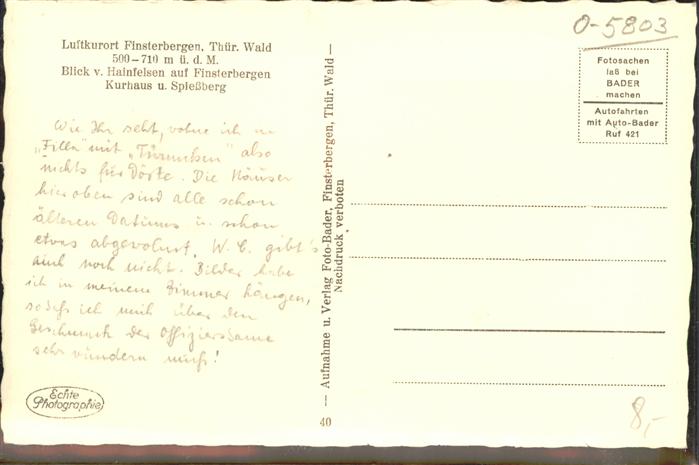 Luftkurort Finsterbergen, Thür. Wald
500–710 m ü. d. M.
Blick v. Hainfelsen auf Finsterbergen
Kurhaus u. Spießberg
Wie Ihr seht, wohne ich in
„Villa" mit „Türmchen" also
nichts für Dörte. Die Häuser
hier oben sind alle schon
älteren Datums u. schon
etwas abgewohnt. W.C. gibt's
auch noch nicht. Bilder habe
ich in meinem Zimmer hängen,
sodaß ich mich über den
Geschmack der Offiziersdame
sehr wundern muß!
Echte
Photographie
— Aufnahme u. Verlag Foto-Bader, Finsterbergen, Thür. Wald —
Nachdruck verboten
40
0-5803
Fotosachen
laß bei
BADER
machen
Autofahrten
mit Auto-Bader
Ruf 421
8,-